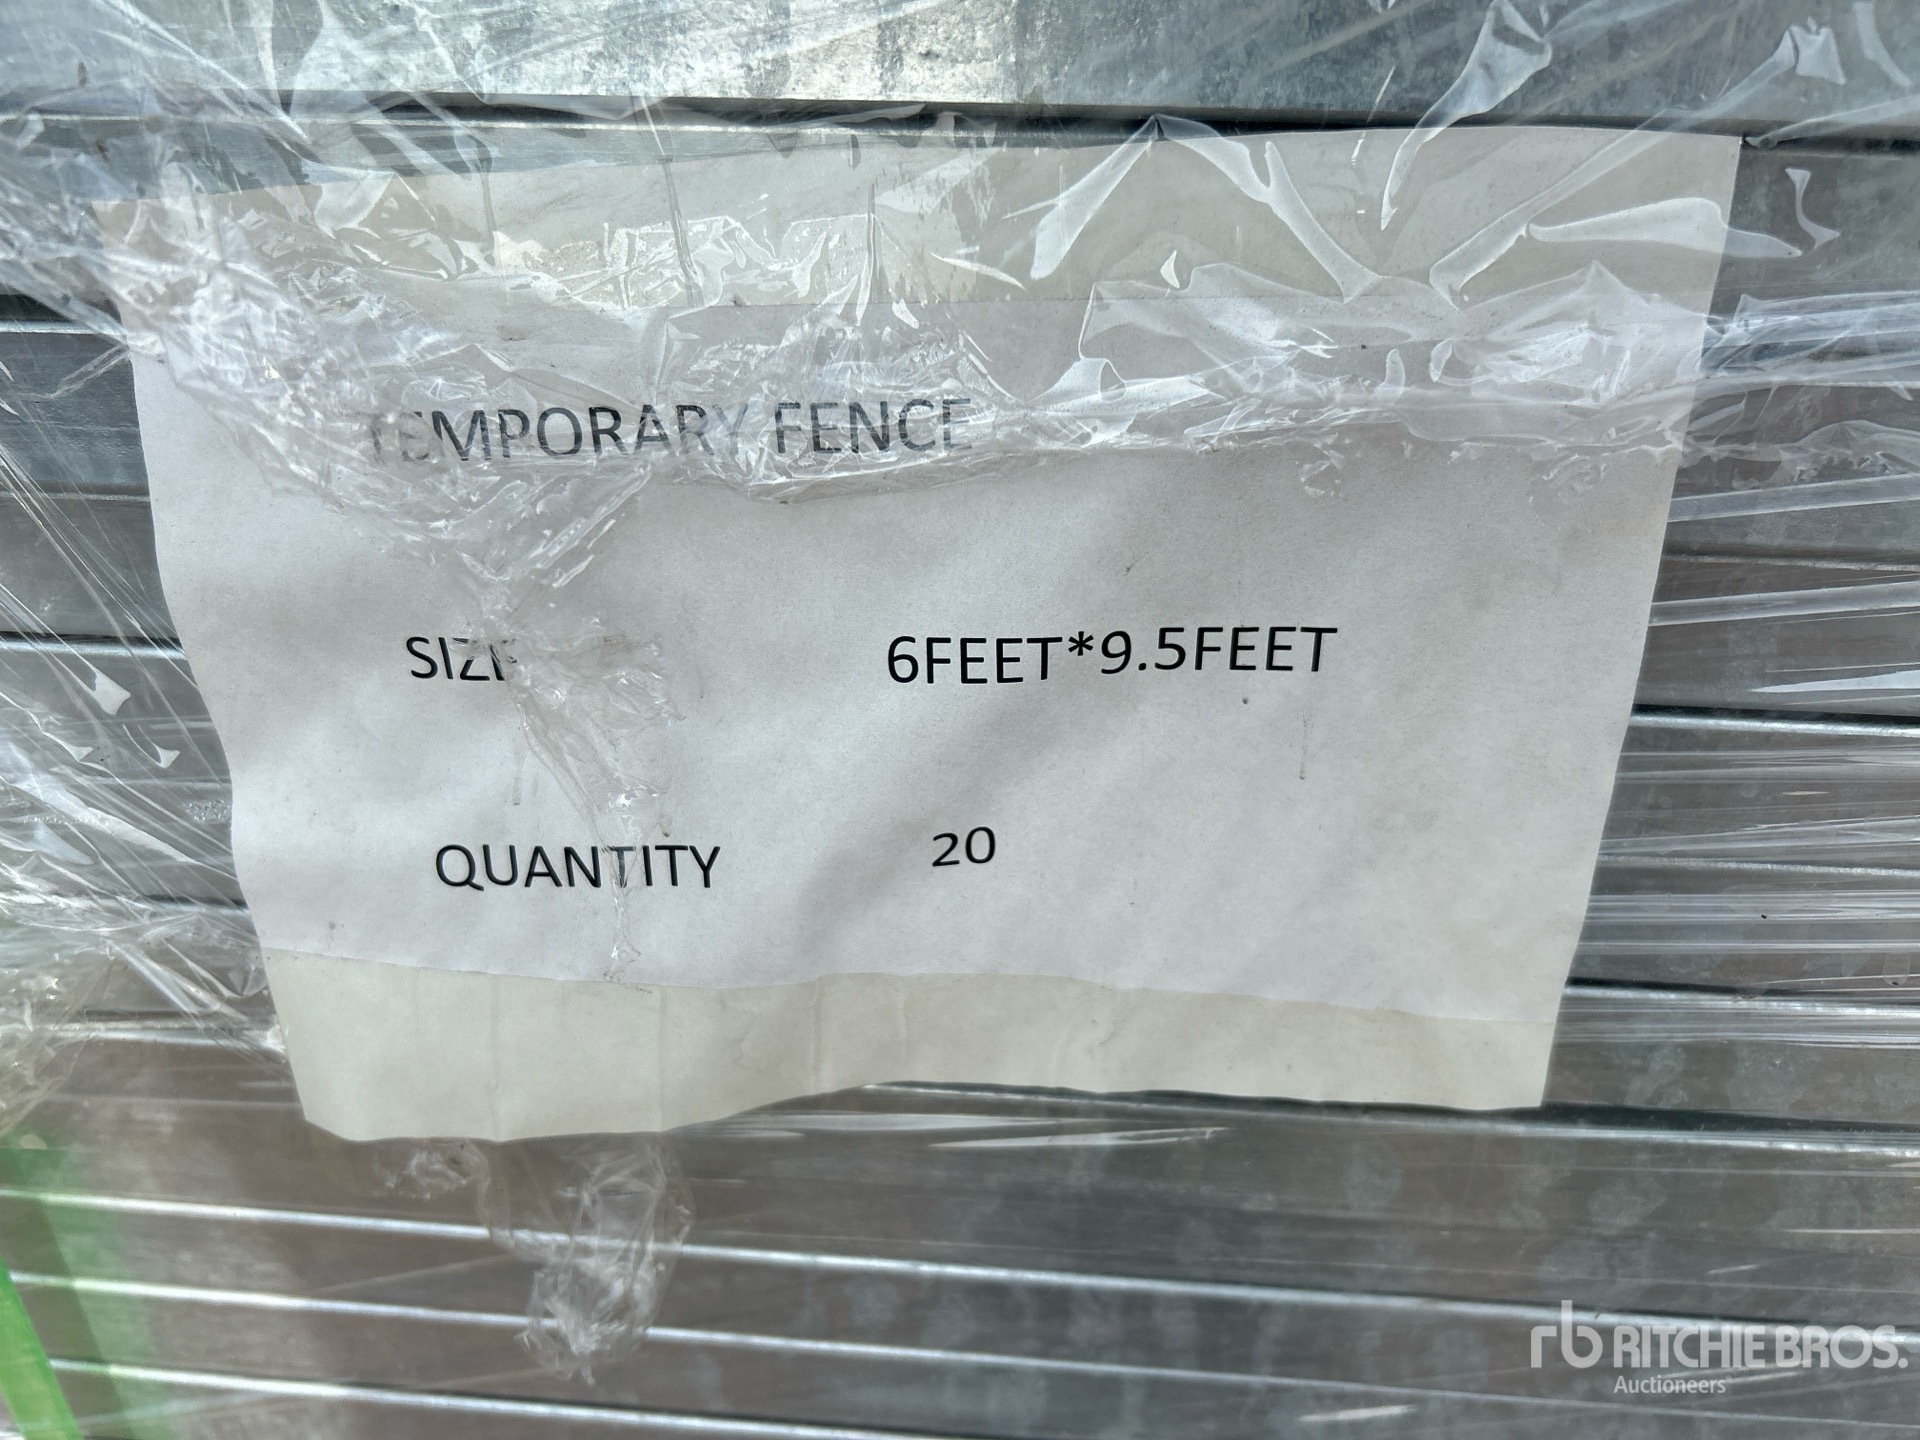 TEMPORARY FENCE
SIZE 6FEET*9.5FEET
QUANTITY 20
rb RITCHIE BROS.
Auctioneers